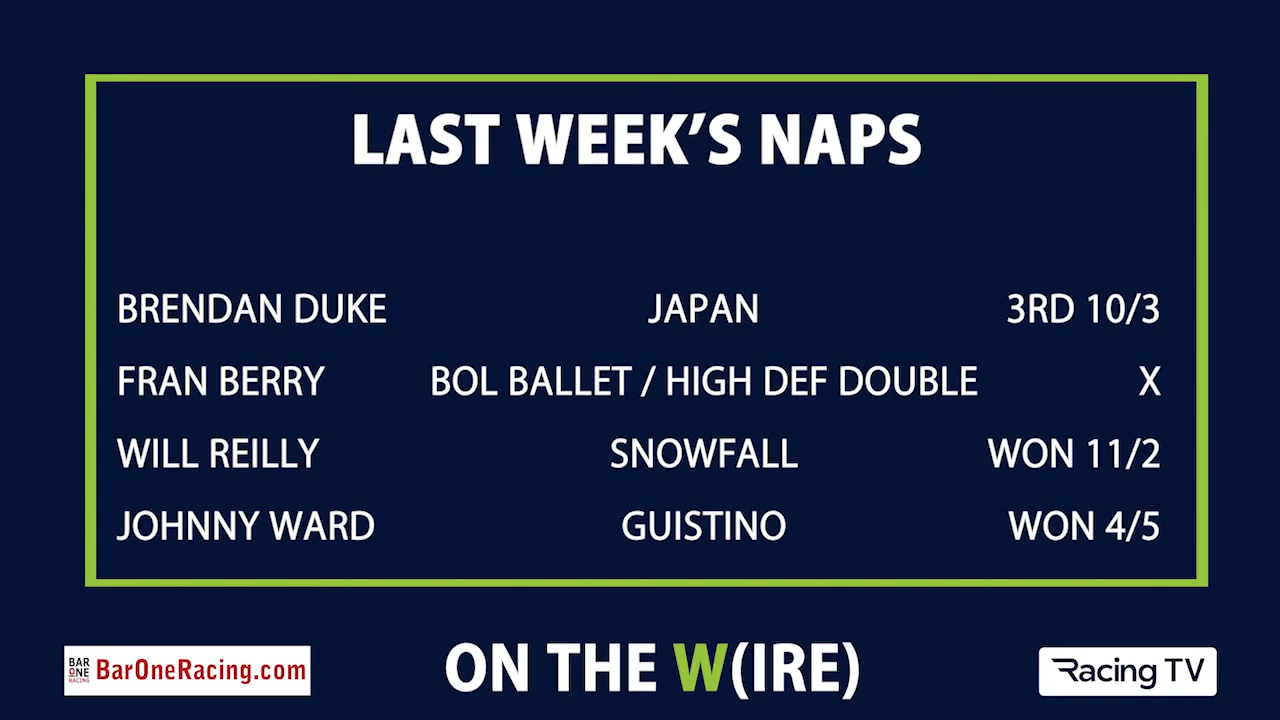 LAST WEEK'S NAPS
BRENDAN DUKE JAPAN 3RD 10/3
FRAN BERRY BOL BALLET / HIGH DEF DOUBLE X
WILL REILLY SNOWFALL WON 11/2
JOHNNY WARD GUISTINO WON 4/5
BAR ONE RACING BarOneRacing.com
ON THE W(IRE)
Racing TV